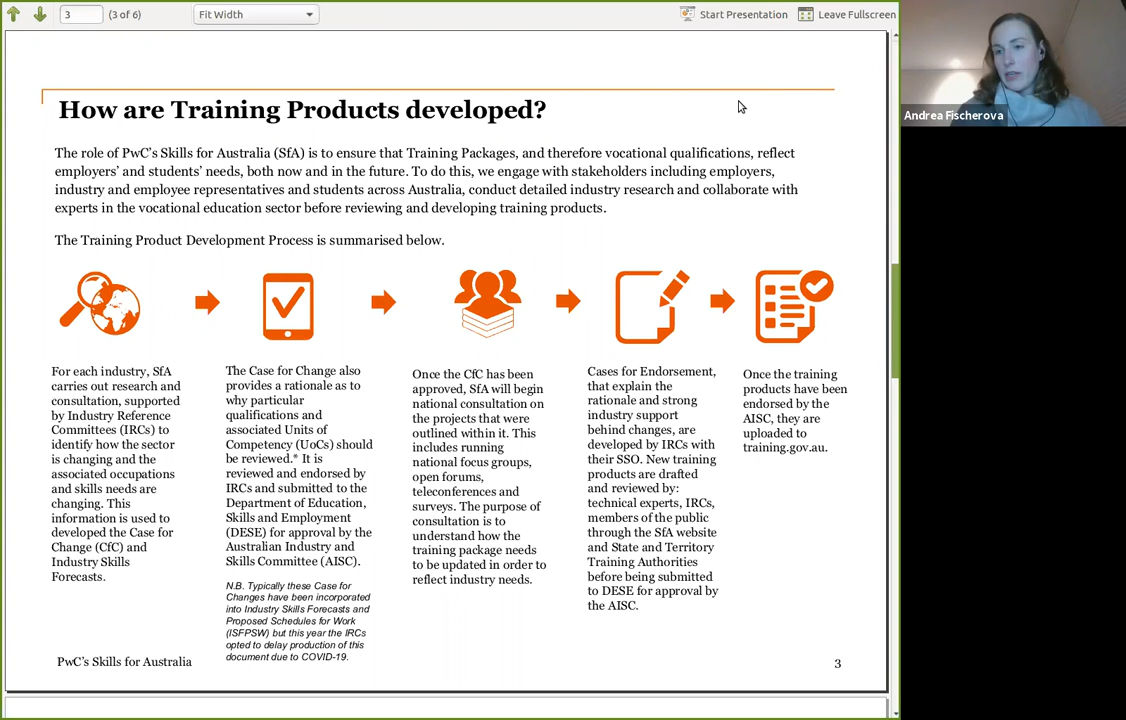 3
(3 of 6)
Fit Width
Start Presentation
Leave Fullscreen
Andrea Fischerova
How are Training Products developed?
The role of PwC's Skills for Australia (SfA) is to ensure that Training Packages, and therefore vocational qualifications, reflect
employers' and students' needs, both now and in the future. To do this, we engage with stakeholders including employers,
industry and employee representatives and students across Australia, conduct detailed industry research and collaborate with
experts in the vocational education sector before reviewing and developing training products.
The Training Product Development Process is summarised below.
For each industry, SfA
carries out research and
consultation, supported
by Industry Reference
Committees (IRCs) to
identify how the sector
is changing and the
associated occupations
and skills needs are
changing. This
information is used to
developed the Case for
Change (CfC) and
Industry Skills
Forecasts.
The Case for Change also
provides a rationale as to
why particular
qualifications and
associated Units of
Competency (UoCs) should
be reviewed.* It is
reviewed and endorsed by
IRCs and submitted to the
Department of Education,
Skills and Employment
(DESE) for approval by the
Australian Industry and
Skills Committee (AISC).
N.B. Typically these Case for
Changes have been incorporated
into Industry Skills Forecasts and
Proposed Schedules for Work
(ISFPSW) but this year the IRCs
opted to delay production of this
document due to COVID-19.
Once the CfC has been
approved, SfA will begin
national consultation on
the projects that were
outlined within it. This
includes running
national focus groups,
open forums,
teleconferences and
surveys. The purpose of
consultation is to
understand how the
training package needs
to be updated in order to
reflect industry needs.
Cases for Endorsement,
that explain the
rationale and strong
industry support
behind changes, are
developed by IRCs with
their SSO. New training
products are drafted
and reviewed by:
technical experts, IRCs,
members of the public
through the SfA website
and State and Territory
Training Authorities
before being submitted
to DESE for approval by
the AISC.
Once the training
products have been
endorsed by the
AISC, they are
uploaded to
training.gov.au.
PwC's Skills for Australia
3